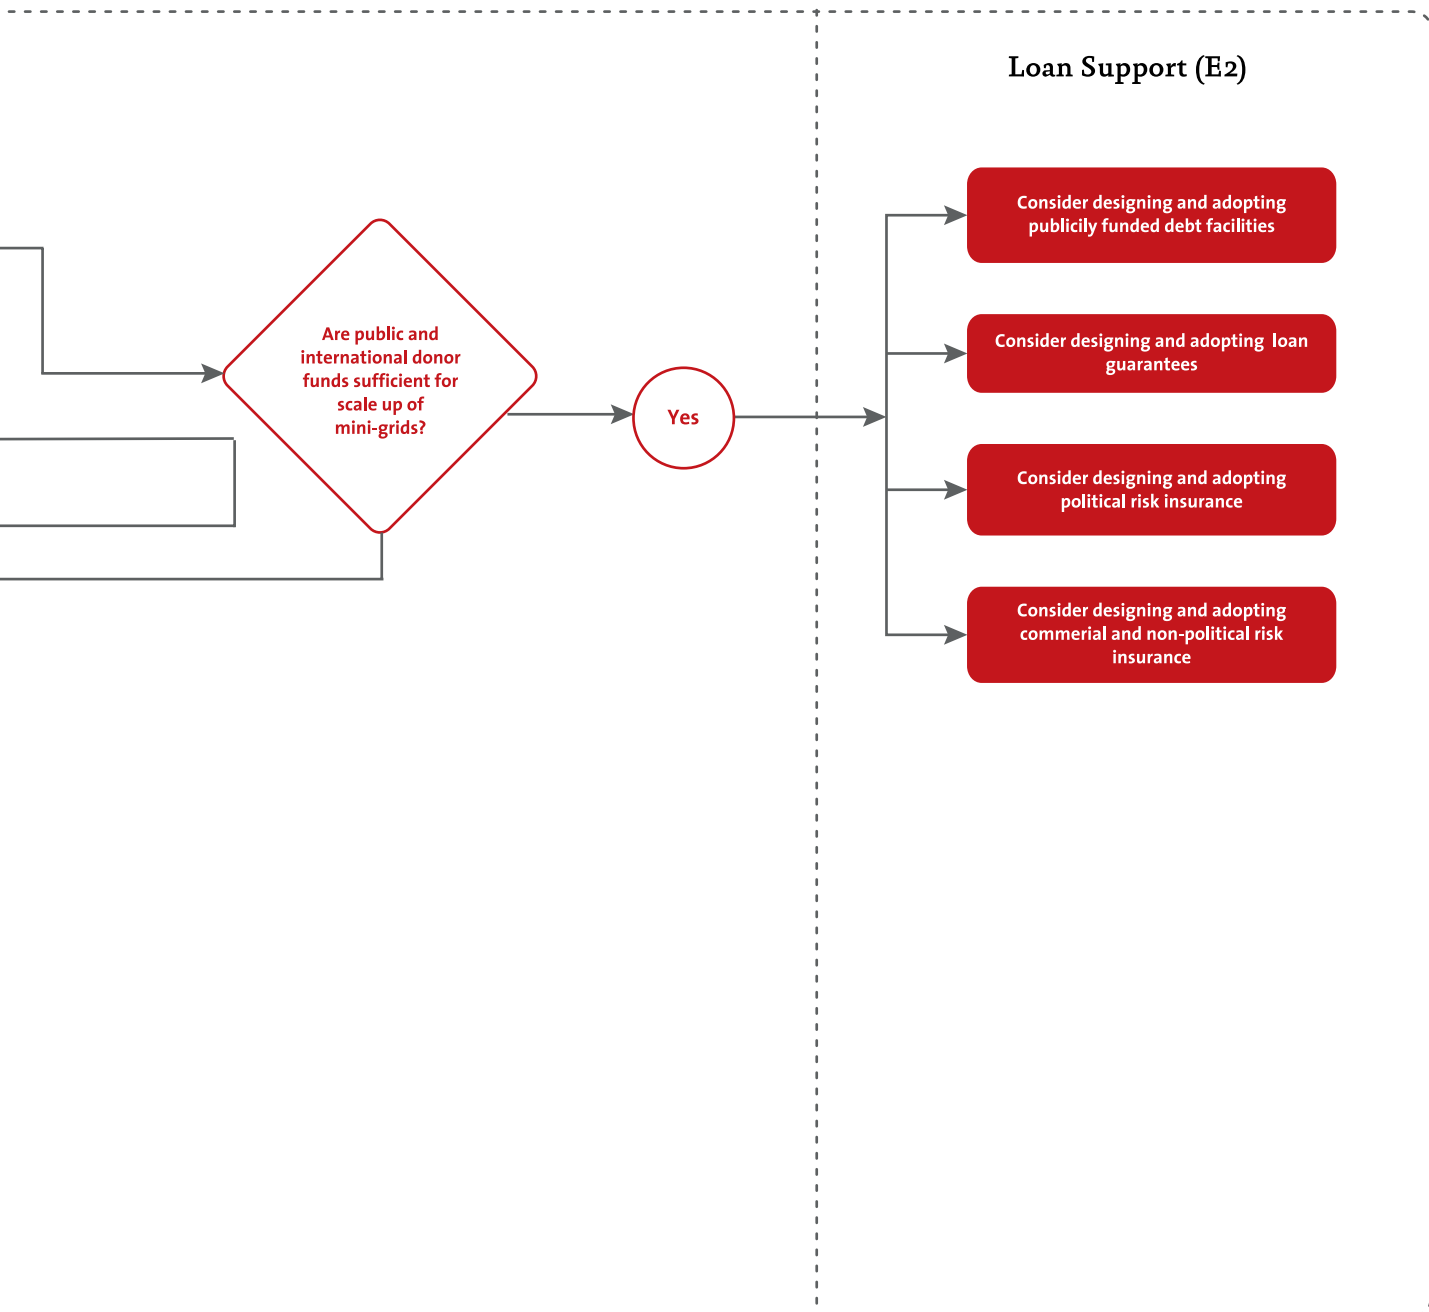 Loan Support (E2)
Are public and
international donor
funds sufficient for
scale up of
mini-grids?
Yes
Consider designing and adopting
publicily funded debt facilities
Consider designing and adopting loan
guarantees
Consider designing and adopting
political risk insurance
Consider designing and adopting
commerial and non-political risk
insurance